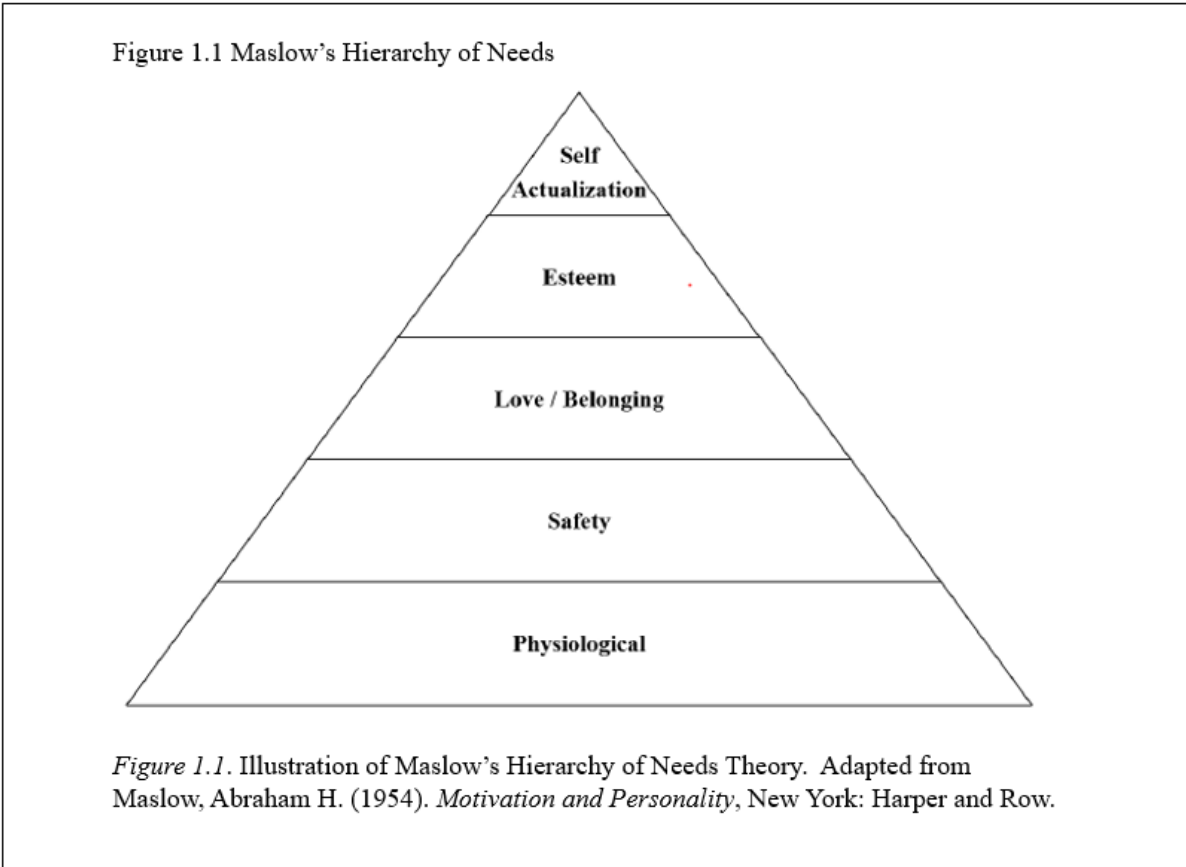 Figure 1.1 Maslow’s Hierarchy of Needs
Self
Actualization
Esteem
Love / Belonging
Safety
Physiological
Figure 1.1. Illustration of Maslow’s Hierarchy of Needs Theory.  Adapted from
Maslow, Abraham H. (1954). Motivation and Personality, New York: Harper and Row.